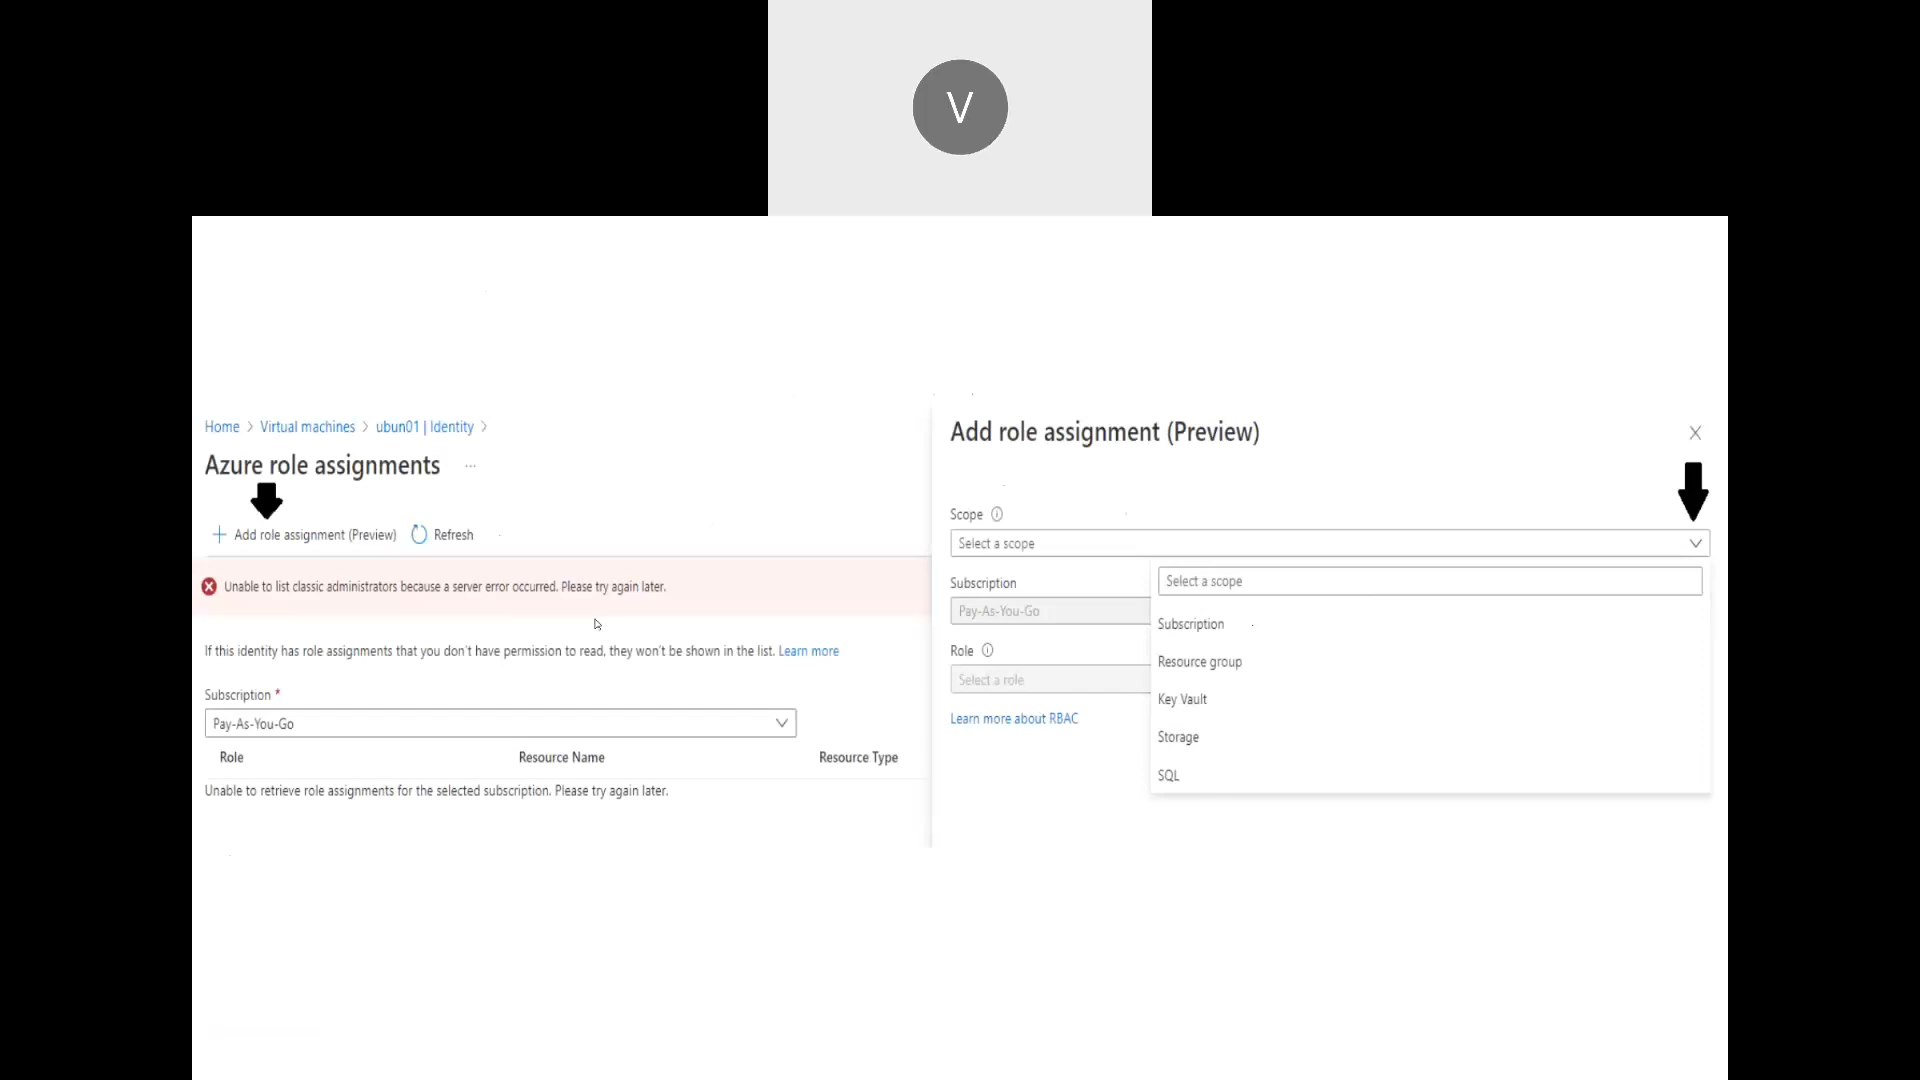 V
Home > Virtual machines > ubun01 | Identity >
Azure role assignments ...
Add role assignment (Preview) Refresh
Unable to list classic administrators because a server error occurred. Please try again later.
If this identity has role assignments that you don't have permission to read, they won't be shown in the list. Learn more
Subscription *
Pay-As-You-Go
Role Resource Name Resource Type
Unable to retrieve role assignments for the selected subscription. Please try again later.
Add role assignment (Preview)
Scope
Select a scope
Subscription
Pay-As-You-Go
Role
Select a role
Learn more about RBAC
Select a scope
Subscription
Resource group
Key Vault
Storage
SQL